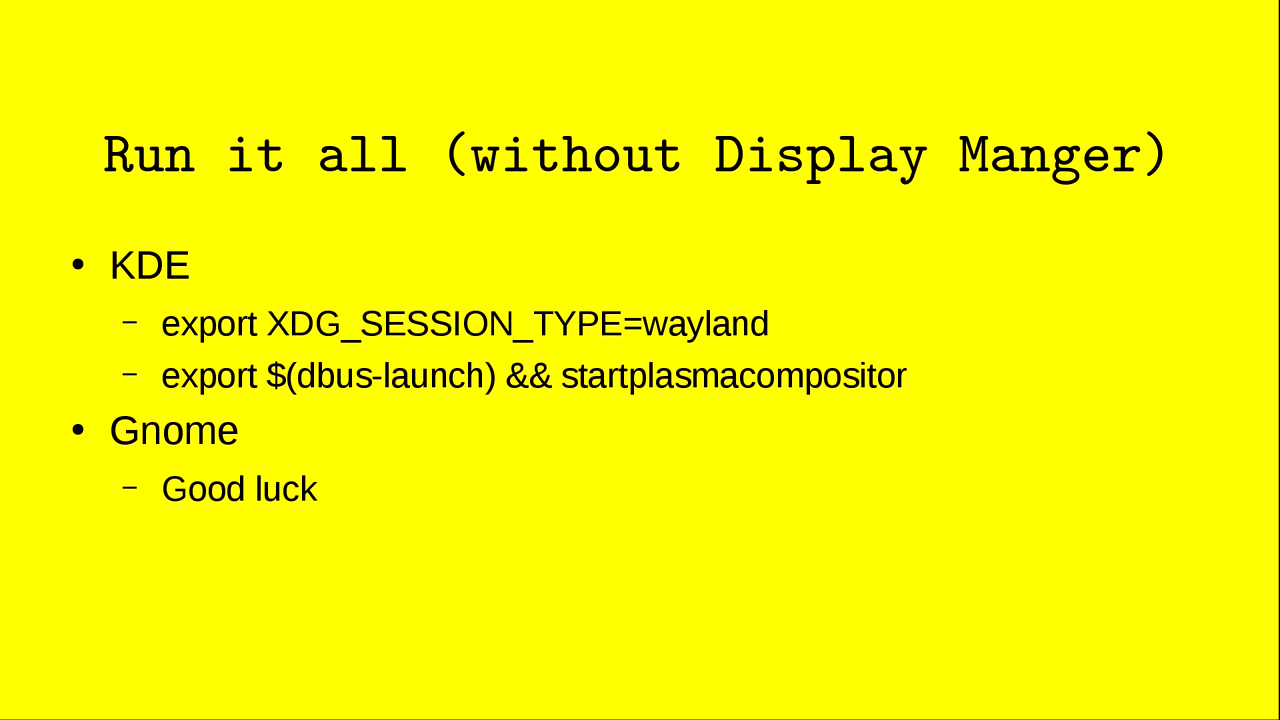 Run it all (without Display Manger)
• KDE
– export XDG_SESSION_TYPE=wayland
– export $(dbus-launch) && startplasmacompositor
• Gnome
– Good luck